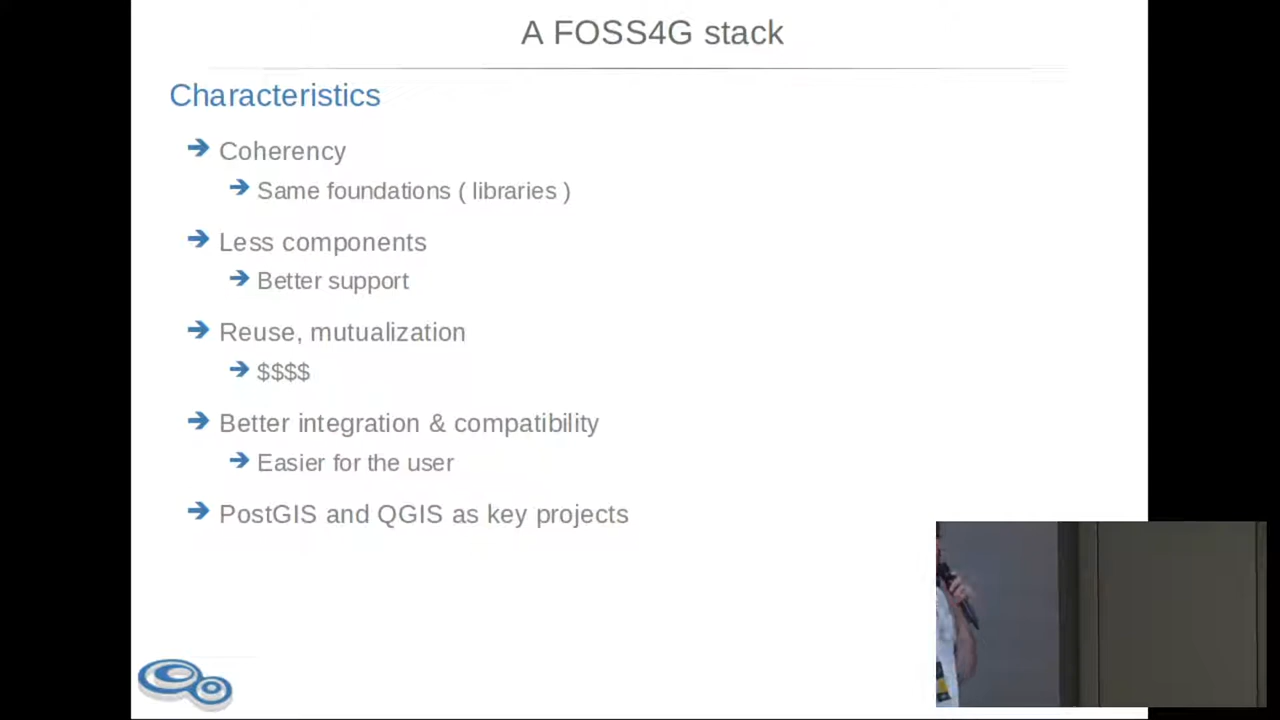 A FOSS4G stack
Characteristics
Coherency
Same foundations ( libraries )
Less components
Better support
Reuse, mutualization
$$$$
Better integration & compatibility
Easier for the user
PostGIS and QGIS as key projects